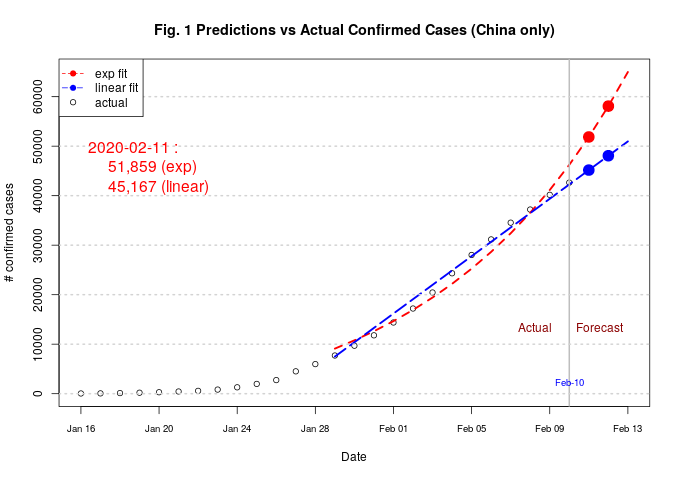 Fig. 1 Predictions vs Actual Confirmed Cases (China only)
exp fit
linear fit
actual
2020-02-11 :
51,859 (exp)
45,167 (linear)
# confirmed cases
60000
50000
40000
30000
20000
10000
0
Actual
Forecast
Feb-10
Jan 16
Jan 20
Jan 24
Jan 28
Feb 01
Feb 05
Feb 09
Feb 13
Date